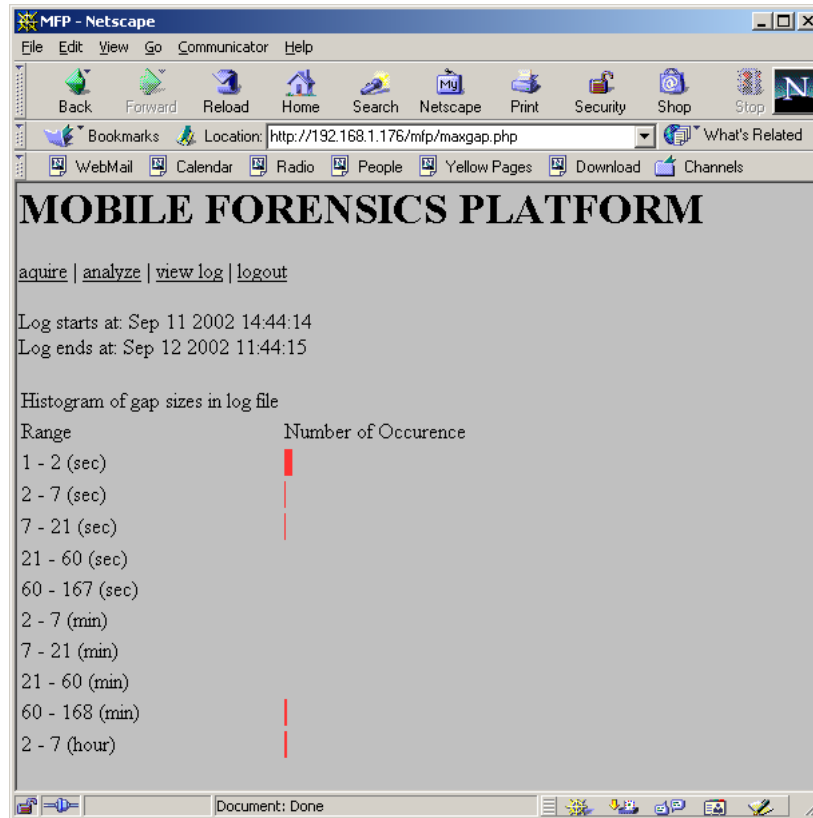 MFP - Netscape
File Edit View Go Communicator Help
My
N
Back Forward Reload Home Search Netscape Print Security Shop Stop
Bookmarks Location: http://192.168.1.176/mfp/maxgap.php What's Related
WebMail Calendar Radio People Yellow Pages Download Channels
MOBILE FORENSICS PLATFORM
aquire | analyze | view log | logout
Log starts at: Sep 11 2002 14:44:14
Log ends at: Sep 12 2002 11:44:15
Histogram of gap sizes in log file
Range Number of Occurence
1 - 2 (sec)
2 - 7 (sec)
7 - 21 (sec)
21 - 60 (sec)
60 - 167 (sec)
2 - 7 (min)
7 - 21 (min)
21 - 60 (min)
60 - 168 (min)
2 - 7 (hour)
Document: Done